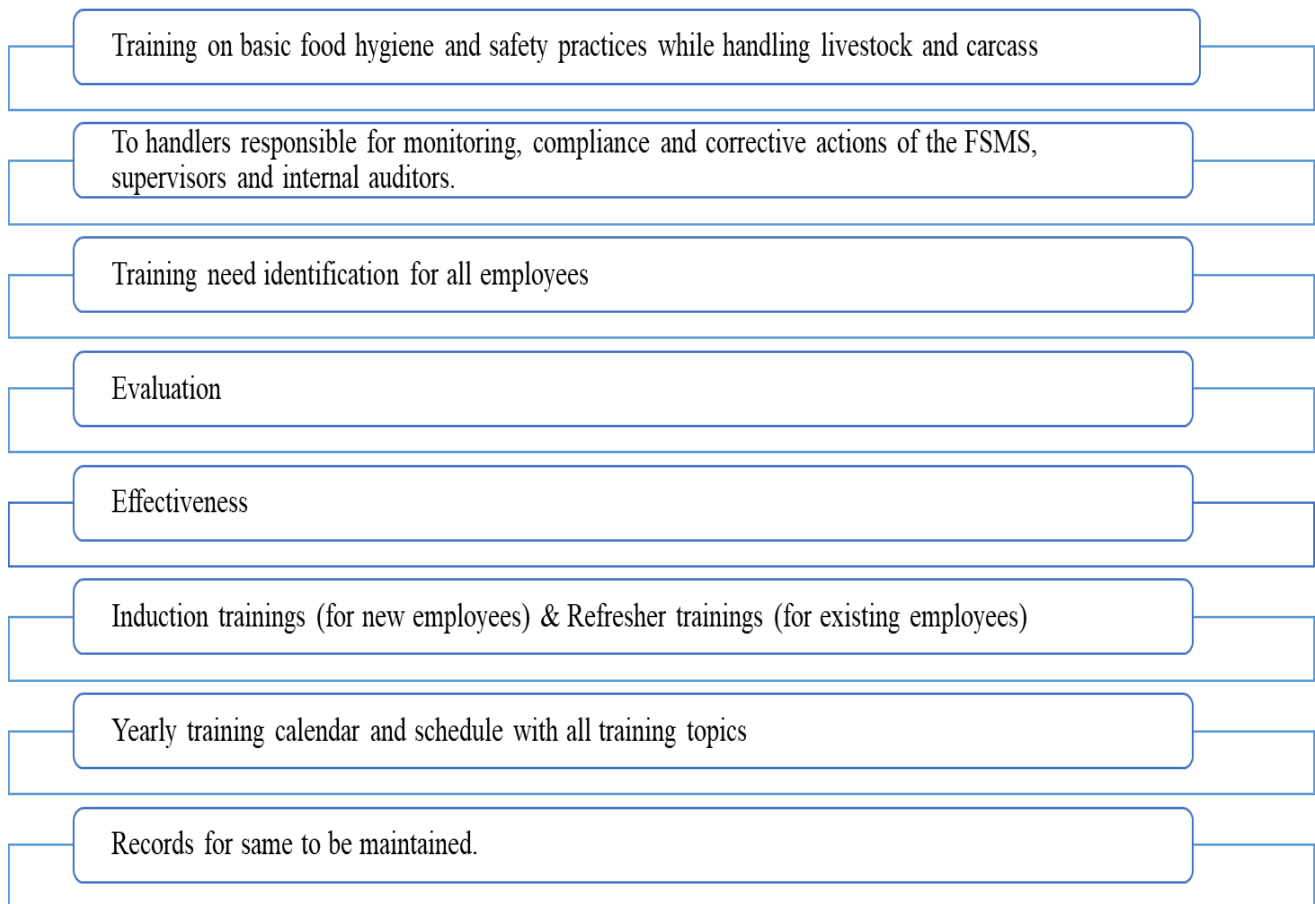 Training on basic food hygiene and safety practices while handling livestock and carcass
To handlers responsible for monitoring, compliance and corrective actions of the FSMS,
supervisors and internal auditors.
Training need identification for all employees
Evaluation
Effectiveness
Induction trainings (for new employees) & Refresher trainings (for existing employees)
Yearly training calendar and schedule with all training topics
Records for same to be maintained.